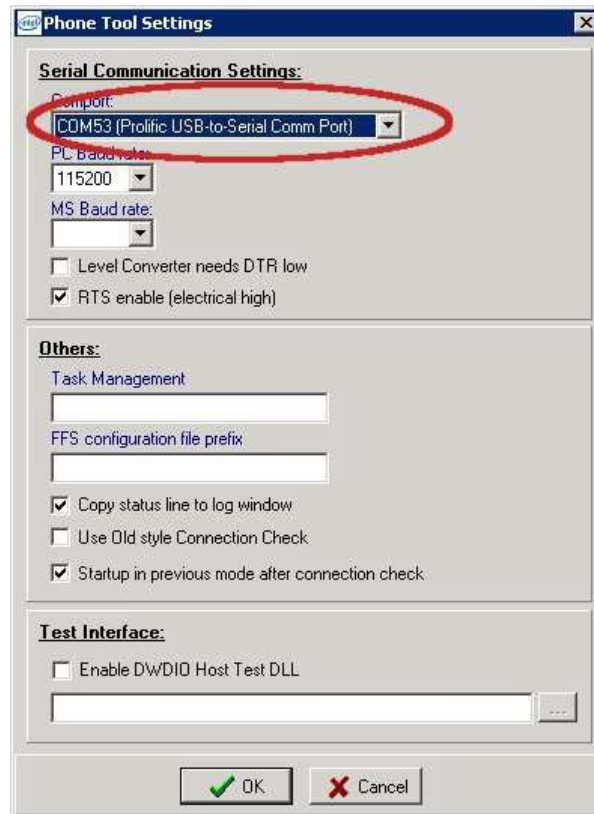 intel
Phone Tool Settings
Serial Communication Settings:
Comport:
COM53 (Prolific USB-to-Serial Comm Port)
PC Baud rate:
115200
MS Baud rate:
Level Converter needs DTR low
RTS enable (electrical high)
Others:
Task Management
FFS configuration file prefix
Copy status line to log window
Use Old style Connection Check
Startup in previous mode after connection check
Test Interface:
Enable DWDIO Host Test DLL
...
OK
Cancel